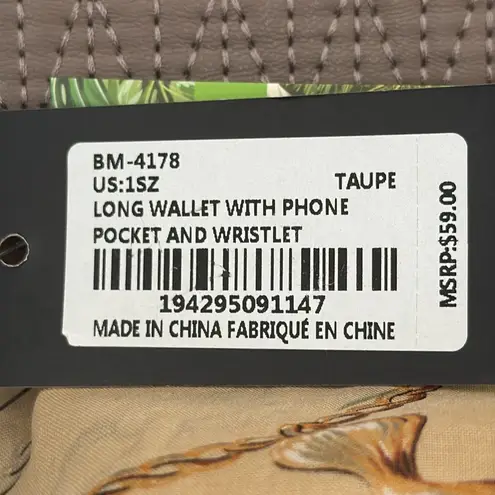 BM-4178
US:1SZ TAUPE
LONG WALLET WITH PHONE
POCKET AND WRISTLET
194295091147
MADE IN CHINA FABRIQUÉ EN CHINE
MSRP:$59.00